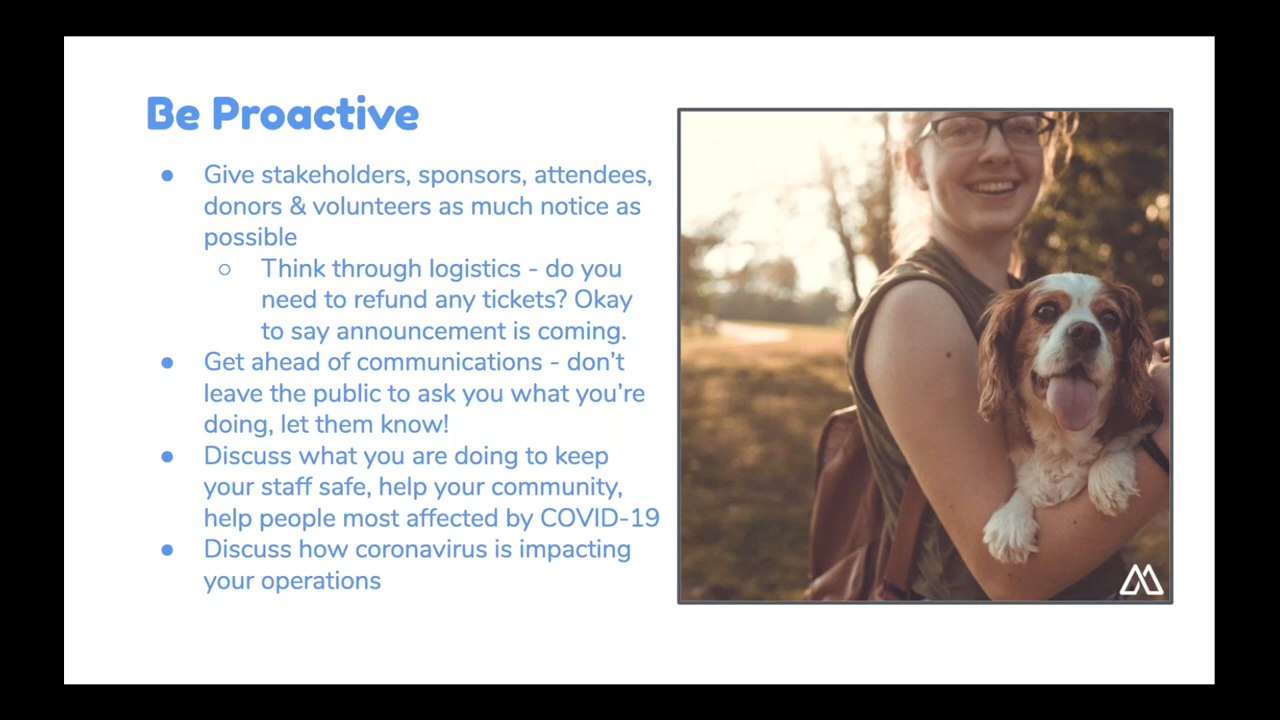 Be Proactive
● Give stakeholders, sponsors, attendees,
donors & volunteers as much notice as
possible
○ Think through logistics - do you
need to refund any tickets? Okay
to say announcement is coming.
● Get ahead of communications - don’t
leave the public to ask you what you’re
doing, let them know!
● Discuss what you are doing to keep
your staff safe, help your community,
help people most affected by COVID-19
● Discuss how coronavirus is impacting
your operations